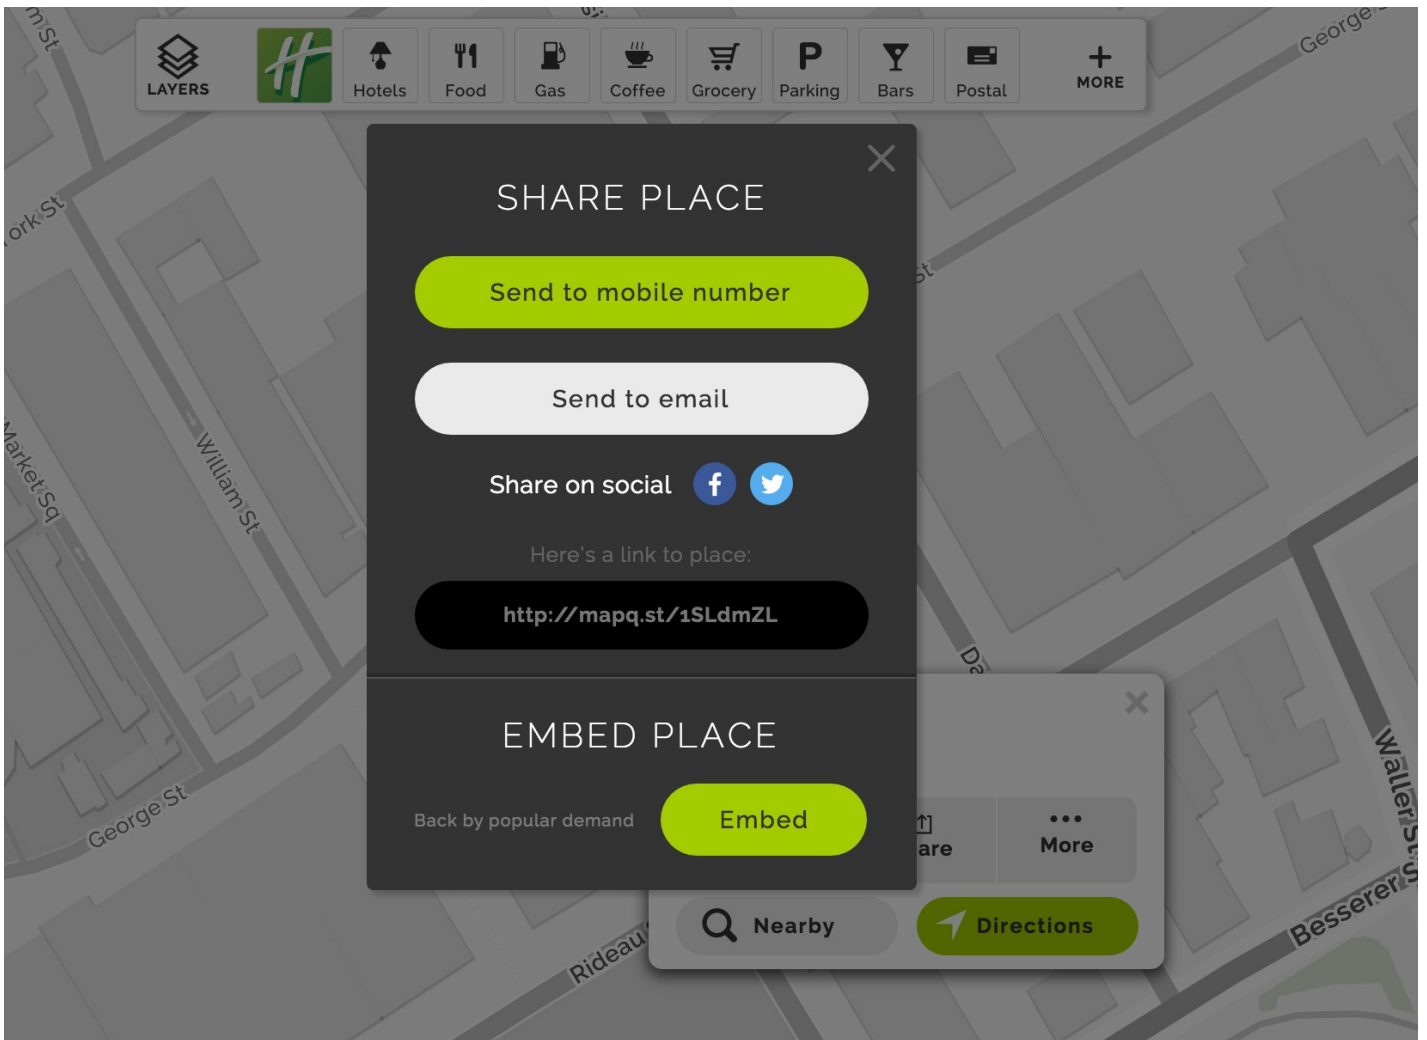 George
LAYERS
Hotels
Food
Gas
Coffee
Grocery
Parking
Bars
Postal
+
MORE
SHARE PLACE
Send to mobile number
Send to email
Share on social
Here's a link to place:
http://mapq.st/1SLdmZL
EMBED PLACE
Back by popular demand
Embed
are
More
Nearby
Directions
St
William St
Market Sq
George St
Rideau
Da
Waller St
Besserer S